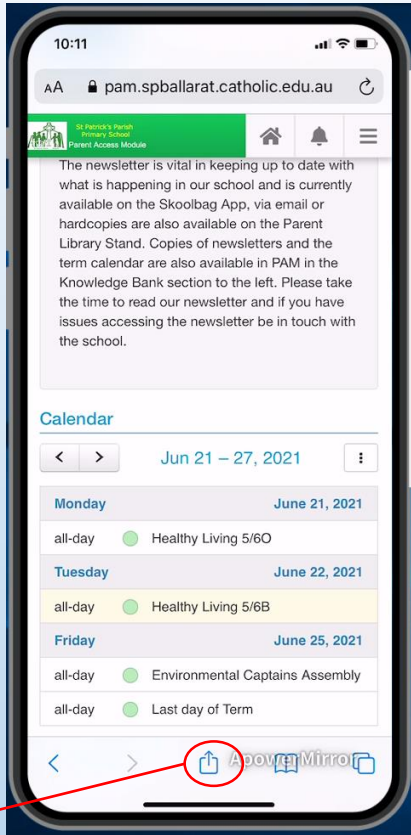 10:11
AA pam.spballarat.catholic.edu.au
St Patrick's Parish
Primary School
Parent Access Module
The newsletter is vital in keeping up to date with
what is happening in our school and is currently
available on the Skoolbag App, via email or
hardcopies are also available on the Parent
Library Stand. Copies of newsletters and the
term calendar are also available in PAM in the
Knowledge Bank section to the left. Please take
the time to read our newsletter and if you have
issues accessing the newsletter be in touch with
the school.
Calendar
< > Jun 21 – 27, 2021
Monday June 21, 2021
all-day Healthy Living 5/6O
Tuesday June 22, 2021
all-day Healthy Living 5/6B
Friday June 25, 2021
all-day Environmental Captains Assembly
all-day Last day of Term
ApowerMirror